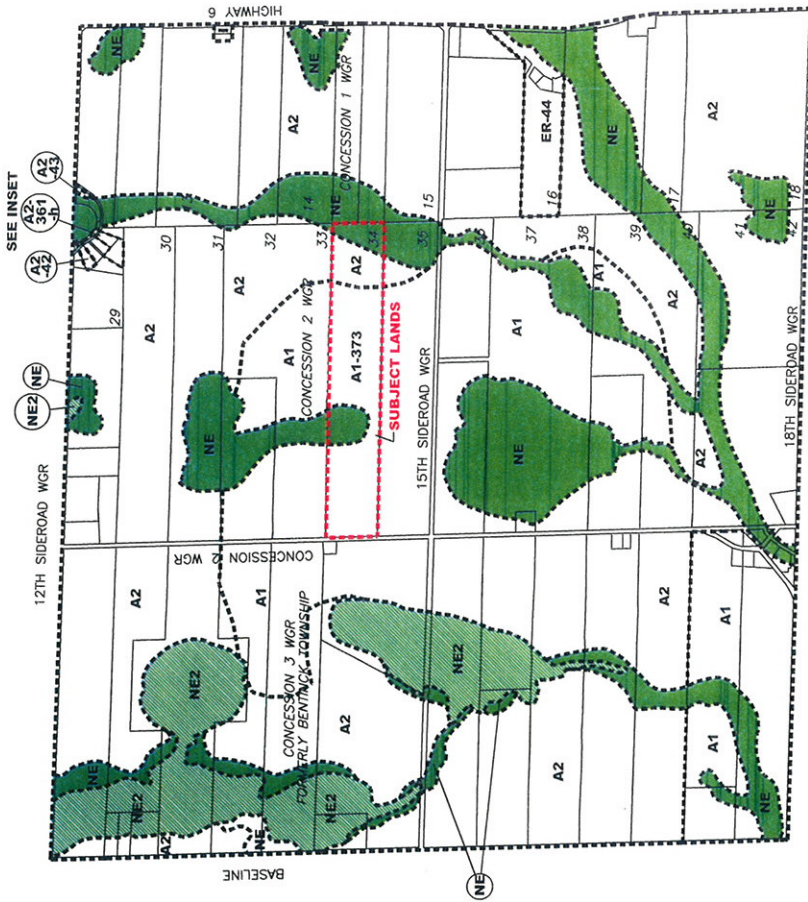 SEE INSET
A2
-42
A2-
361
-h
A2
-43
HIGHWAY 6
12TH SIDEROAD WGR
NE2
NE
NE
NE
CONCESSION 1 WGR
A2
29
30
31
32
33
34
35
36
37
38
39
40
41
42
14
15
16
17
18
NE
A2
A2
A2
A1
CONCESSION 2 WGR
NE
A1-373
SUBJECT LANDS
15TH SIDEROAD WGR
ER-44
NE
A2
NE
A1
A1
A2
NE
A2
18TH SIDEROAD WGR
CONCESSION 2 WGR
A2
A1
NE2
CONCESSION 3 WGR
FORMERLY BENTINCK TOWNSHIP
A2
NE2
NE
NE2
A2
NE
NE2
BASELINE
NE
A2
A2
A1
A1
NE